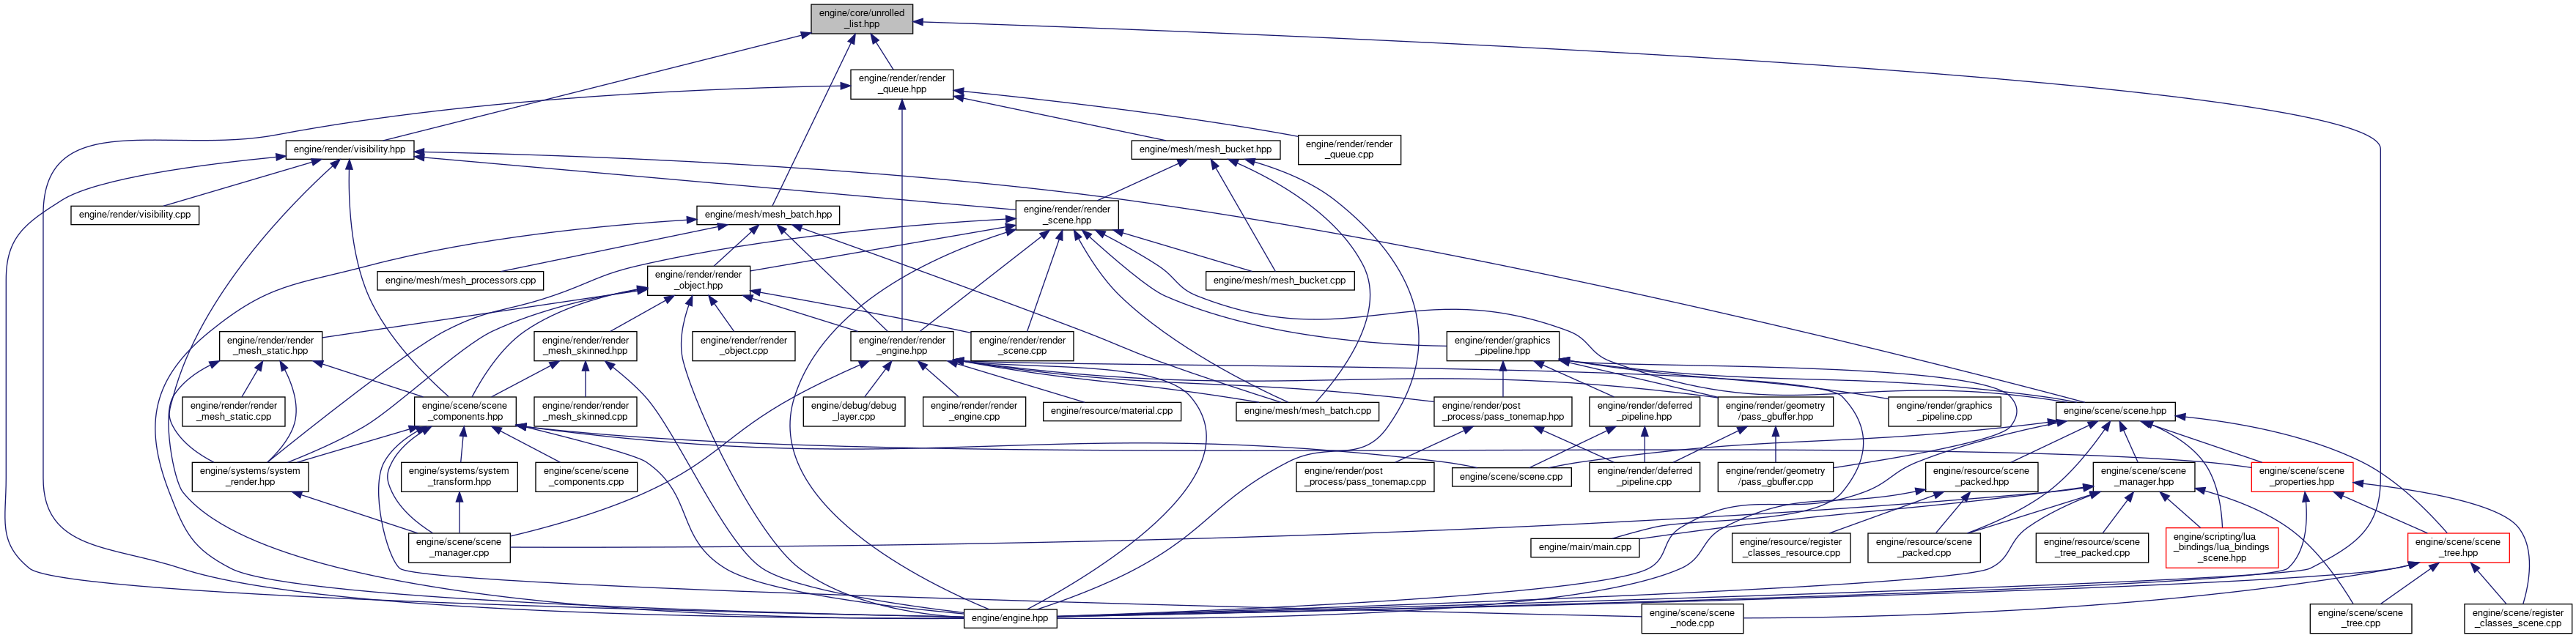 engine/core/unrolled
_list.hpp
engine/render/render
_queue.hpp
engine/render/visibility.hpp
engine/mesh/mesh_bucket.hpp
engine/render/render
_queue.cpp
engine/render/visibility.cpp
engine/mesh/mesh_batch.hpp
engine/render/render
_scene.hpp
engine/mesh/mesh_processors.cpp
engine/render/render
_object.hpp
engine/mesh/mesh_bucket.cpp
engine/render/render
_mesh_static.hpp
engine/render/render
_mesh_skinned.hpp
engine/render/render
_object.cpp
engine/render/render
_engine.hpp
engine/render/render
_scene.cpp
engine/render/graphics
_pipeline.hpp
engine/render/render
_mesh_static.cpp
engine/scene/scene
_components.hpp
engine/render/render
_mesh_skinned.cpp
engine/debug/debug
_layer.cpp
engine/render/render
_engine.cpp
engine/resource/material.cpp
engine/mesh/mesh_batch.cpp
engine/render/post
_process/pass_tonemap.hpp
engine/render/deferred
_pipeline.hpp
engine/render/geometry
/pass_gbuffer.hpp
engine/render/graphics
_pipeline.cpp
engine/scene/scene.hpp
engine/systems/system
_render.hpp
engine/systems/system
_transform.hpp
engine/scene/scene
_components.cpp
engine/render/post
_process/pass_tonemap.cpp
engine/scene/scene.cpp
engine/render/deferred
_pipeline.cpp
engine/render/geometry
/pass_gbuffer.cpp
engine/resource/scene
_packed.hpp
engine/scene/scene
_manager.hpp
engine/scene/scene
_properties.hpp
engine/scene/scene
_manager.cpp
engine/main/main.cpp
engine/resource/register
_classes_resource.cpp
engine/resource/scene
_packed.cpp
engine/resource/scene
_tree_packed.cpp
engine/scripting/lua
_bindings/lua_bindings
_scene.hpp
engine/scene/scene
_tree.hpp
engine/engine.hpp
engine/scene/scene
_node.cpp
engine/scene/scene
_tree.cpp
engine/scene/register
_classes_scene.cpp